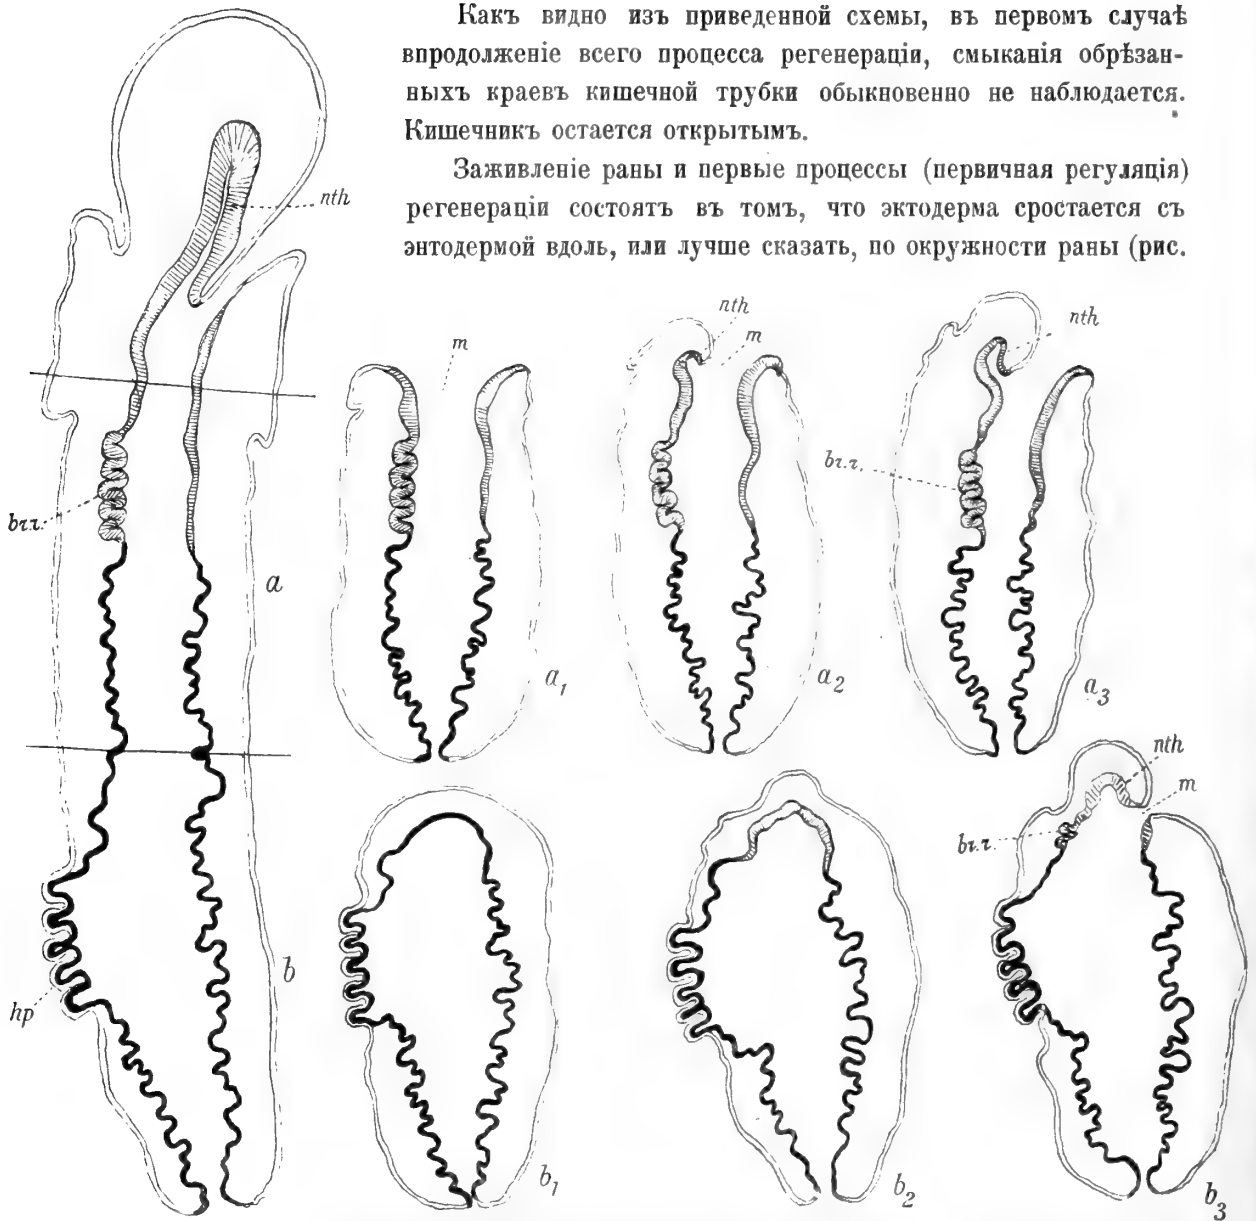 Какъ видно изъ приведенной схемы, въ первомъ случаѣ
впродолженіе всего процесса регенераціи, смыканія обрѣзан-
ныхъ краевъ кишечной трубки обыкновенно не наблюдается.
Кишечникъ остается открытымъ.
Заживленіе раны и первые процессы (первичная регуляція)
регенераціи состоятъ въ томъ, что эктодерма сростается съ
энтодермой вдоль, или лучше сказать, по окружности раны (рис.
nth
br.r.
a
m
a1
nth
m
a2
nth
br.r.
a3
b
hp
b1
b2
nth
m
br.r.
b3